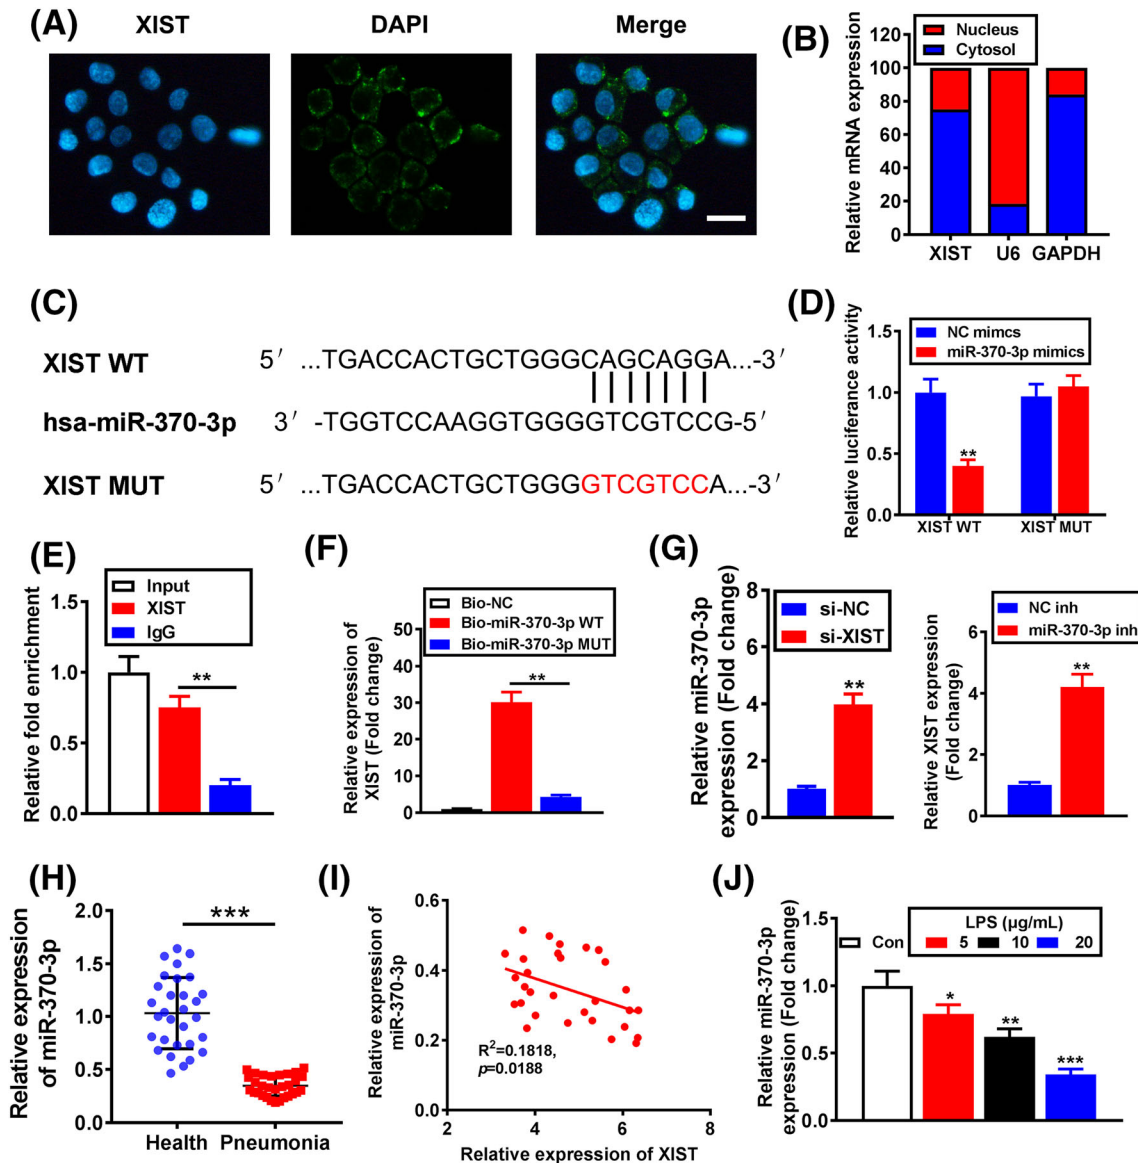 (A)
XIST
DAPI
Merge
(B)
Relative mRNA expression
Nucleus
Cytosol
120
100
80
60
40
20
0
XIST
U6
GAPDH
(C)
XIST WT
5′ ...TGACCACTGCTGGGCAGCAGGA...-3′
hsa-miR-370-3p
3′ -TGGTCCAAGGTGGGGTCGTCCG-5′
XIST MUT
5′ ...TGACCACTGCTGGGGTCGTCCA...-3′
(D)
Relative luciferance activity
NC mimcs
miR-370-3p mimics
1.5
1.0
0.5
0.0
**
XIST WT
XIST MUT
(E)
Relative fold enrichment
Input
XIST
IgG
1.5
1.0
0.5
0.0
**
(F)
Relative expression of
XIST (Fold change)
Bio-NC
Bio-miR-370-3p WT
Bio-miR-370-3p MUT
50
40
30
20
10
0
**
(G)
Relative miR-370-3p
expression (Fold change)
si-NC
si-XIST
8
6
4
2
0
**
Relative XIST expression
(Fold change)
NC inh
miR-370-3p inh
6
4
2
0
**
(H)
Relative expression
of miR-370-3p
2.0
1.5
1.0
0.5
0.0
***
Health
Pneumonia
(I)
Relative expression of
miR-370-3p
0.6
0.4
0.2
0.0
R²=0.1818,
p=0.0188
2
4
6
8
Relative expression of XIST
(J)
Relative miR-370-3p
expression (Fold change)
LPS (µg/mL)
Con
5
10
20
1.5
1.0
0.5
0.0
*
**
***